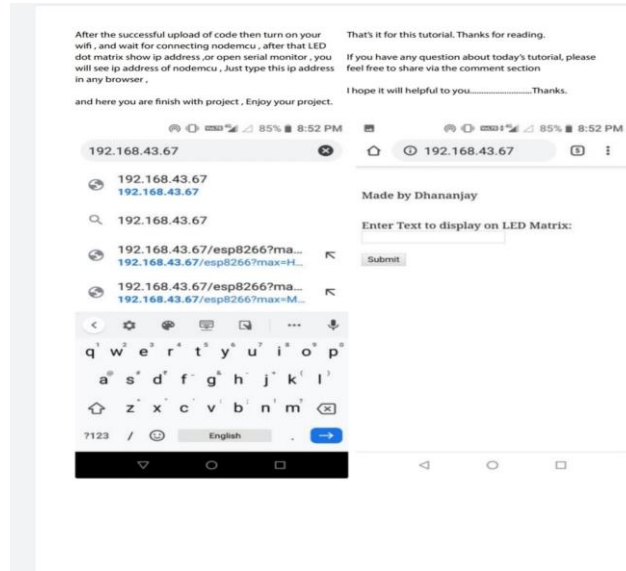 After the successful upload of code then turn on your
wifi , and wait for connecting nodemcu , after that LED
dot matrix show ip address ,or open serial monitor , you
will see ip address of nodemcu , Just type this ip address
in any browser ,
and here you are finish with project , Enjoy your project.
That's it for this tutorial. Thanks for reading.
If you have any question about today's tutorial, please
feel free to share via the comment section
I hope it will helpful to you............................Thanks.
85% 8:52 PM
192.168.43.67
192.168.43.67
192.168.43.67
192.168.43.67
192.168.43.67/esp8266?ma...
192.168.43.67/esp8266?max=H...
192.168.43.67/esp8266?ma...
192.168.43.67/esp8266?max=M...
q w e r t y u i o p
a s d f g h j k l
z x c v b n m
?123 / English .
85% 8:52 PM
192.168.43.67
Made by Dhananjay
Enter Text to display on LED Matrix:
Submit